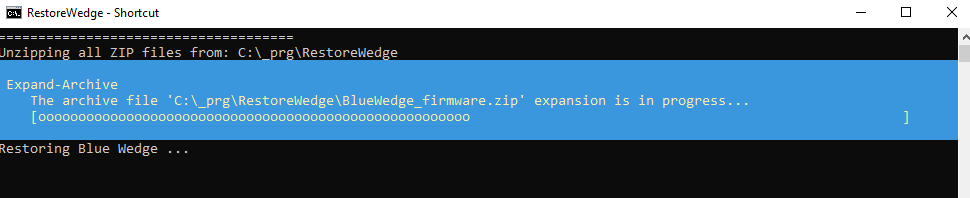 RestoreWedge - Shortcut
=====================================
Unzipping all ZIP files from: C:\_prg\RestoreWedge
Expand-Archive
The archive file 'C:\_prg\RestoreWedge\BlueWedge_firmware.zip' expansion is in progress...
[oooooooooooooooooooooooooooooooooooooooooooooooooooooo                                                      ]
Restoring Blue Wedge ...